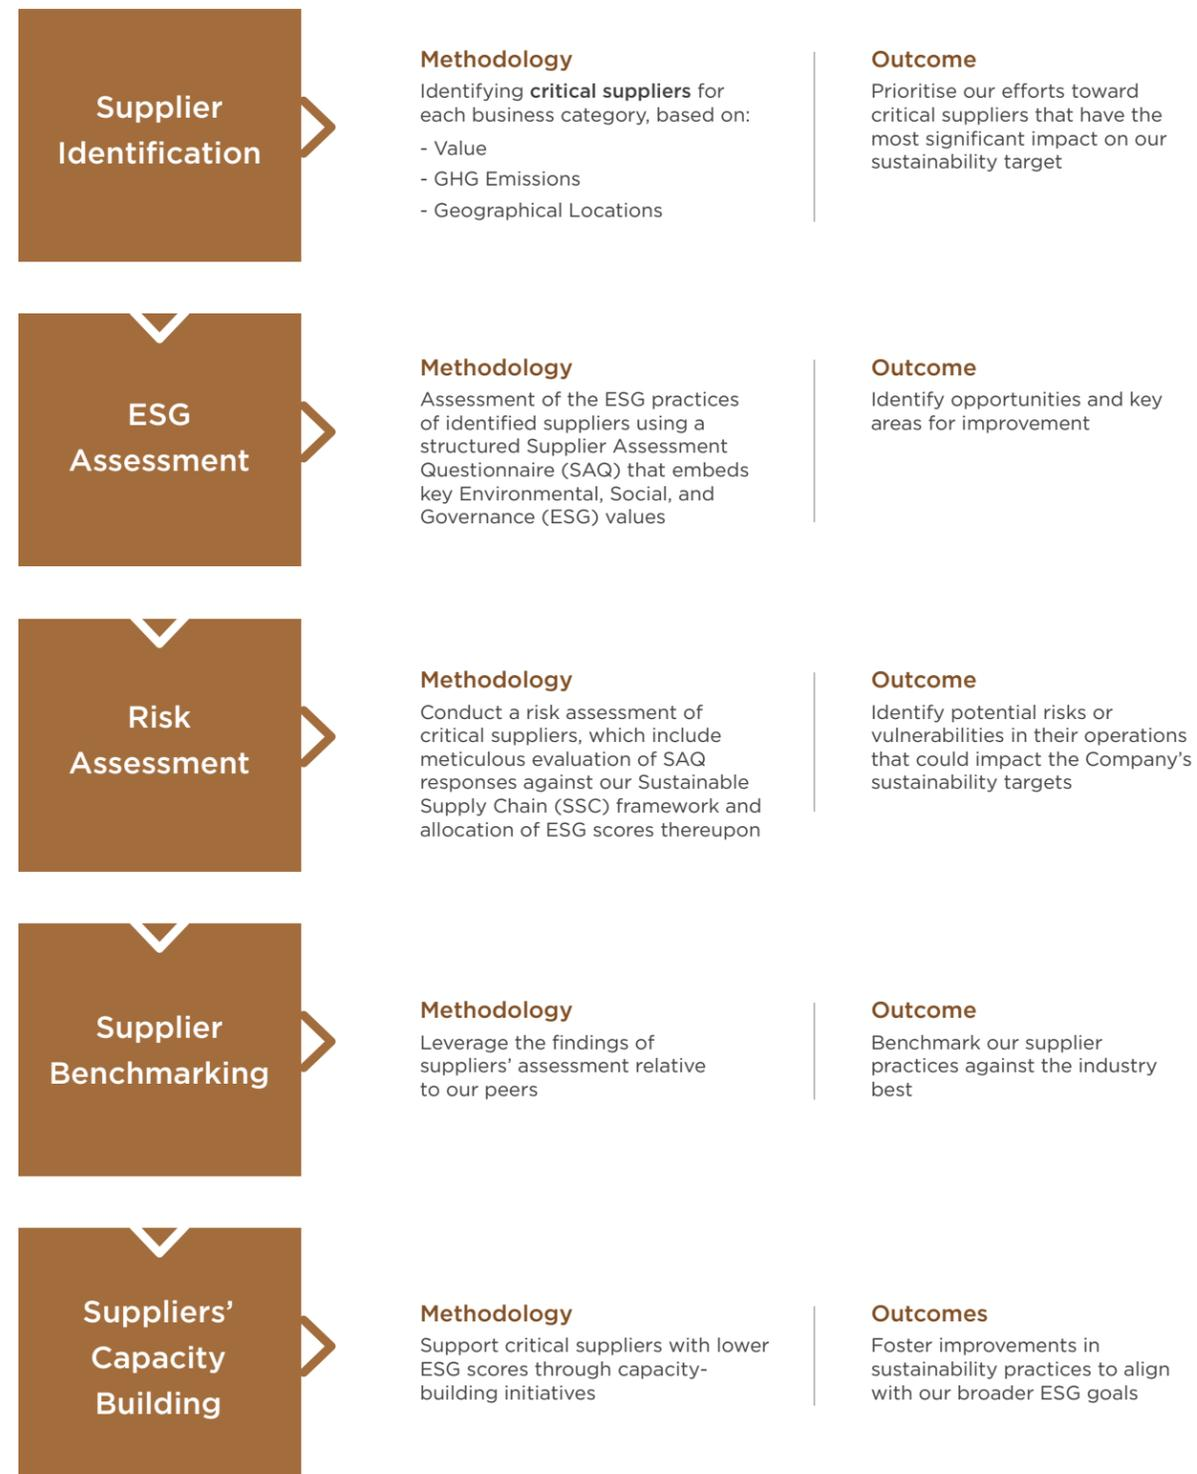 Supplier
Identification
Methodology
Identifying critical suppliers for
each business category, based on:
- Value
- GHG Emissions
- Geographical Locations
Outcome
Prioritise our efforts toward
critical suppliers that have the
most significant impact on our
sustainability target
ESG
Assessment
Methodology
Assessment of the ESG practices
of identified suppliers using a
structured Supplier Assessment
Questionnaire (SAQ) that embeds
key Environmental, Social, and
Governance (ESG) values
Outcome
Identify opportunities and key
areas for improvement
Risk
Assessment
Methodology
Conduct a risk assessment of
critical suppliers, which include
meticulous evaluation of SAQ
responses against our Sustainable
Supply Chain (SSC) framework and
allocation of ESG scores thereupon
Outcome
Identify potential risks or
vulnerabilities in their operations
that could impact the Company's
sustainability targets
Supplier
Benchmarking
Methodology
Leverage the findings of
suppliers' assessment relative
to our peers
Outcome
Benchmark our supplier
practices against the industry
best
Suppliers'
Capacity
Building
Methodology
Support critical suppliers with lower
ESG scores through capacity-
building initiatives
Outcomes
Foster improvements in
sustainability practices to align
with our broader ESG goals